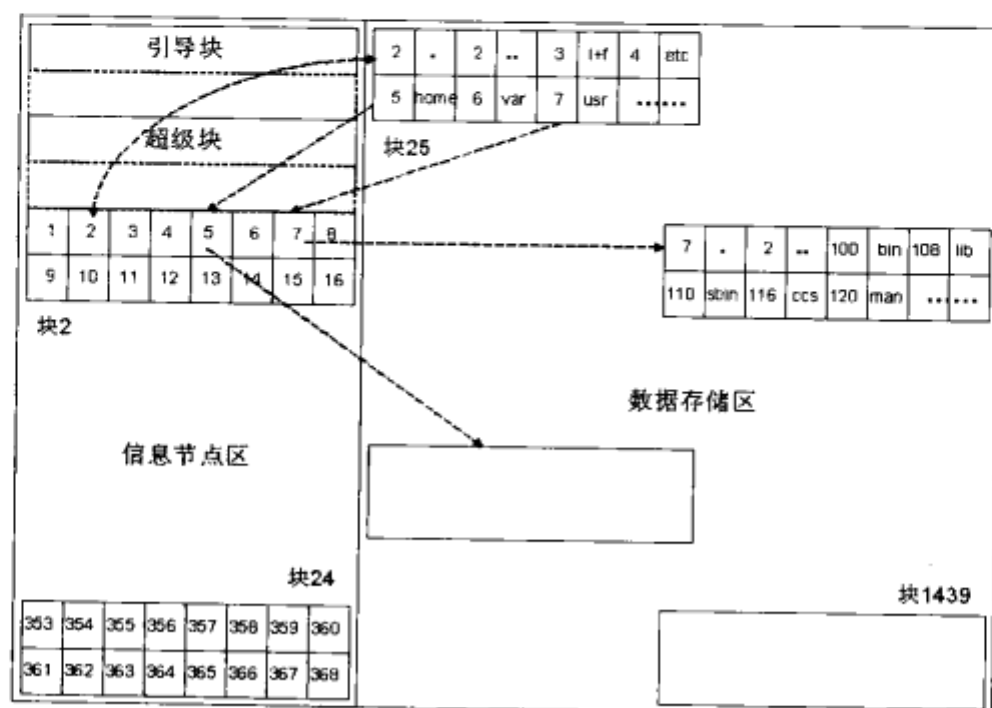 引导块
超级块
1 2 3 4 5 6 7 8
9 10 11 12 13 14 15 16
块2
信息节点区
块24
353 354 355 356 357 358 359 360
361 362 363 364 365 366 367 368
2 . 2 .. 3 l+f 4 etc
5 home 6 var 7 usr ······
块25
7 . 2 .. 100 bin 108 lib
110 sbin 116 ccs 120 man ······
数据存储区
块1439